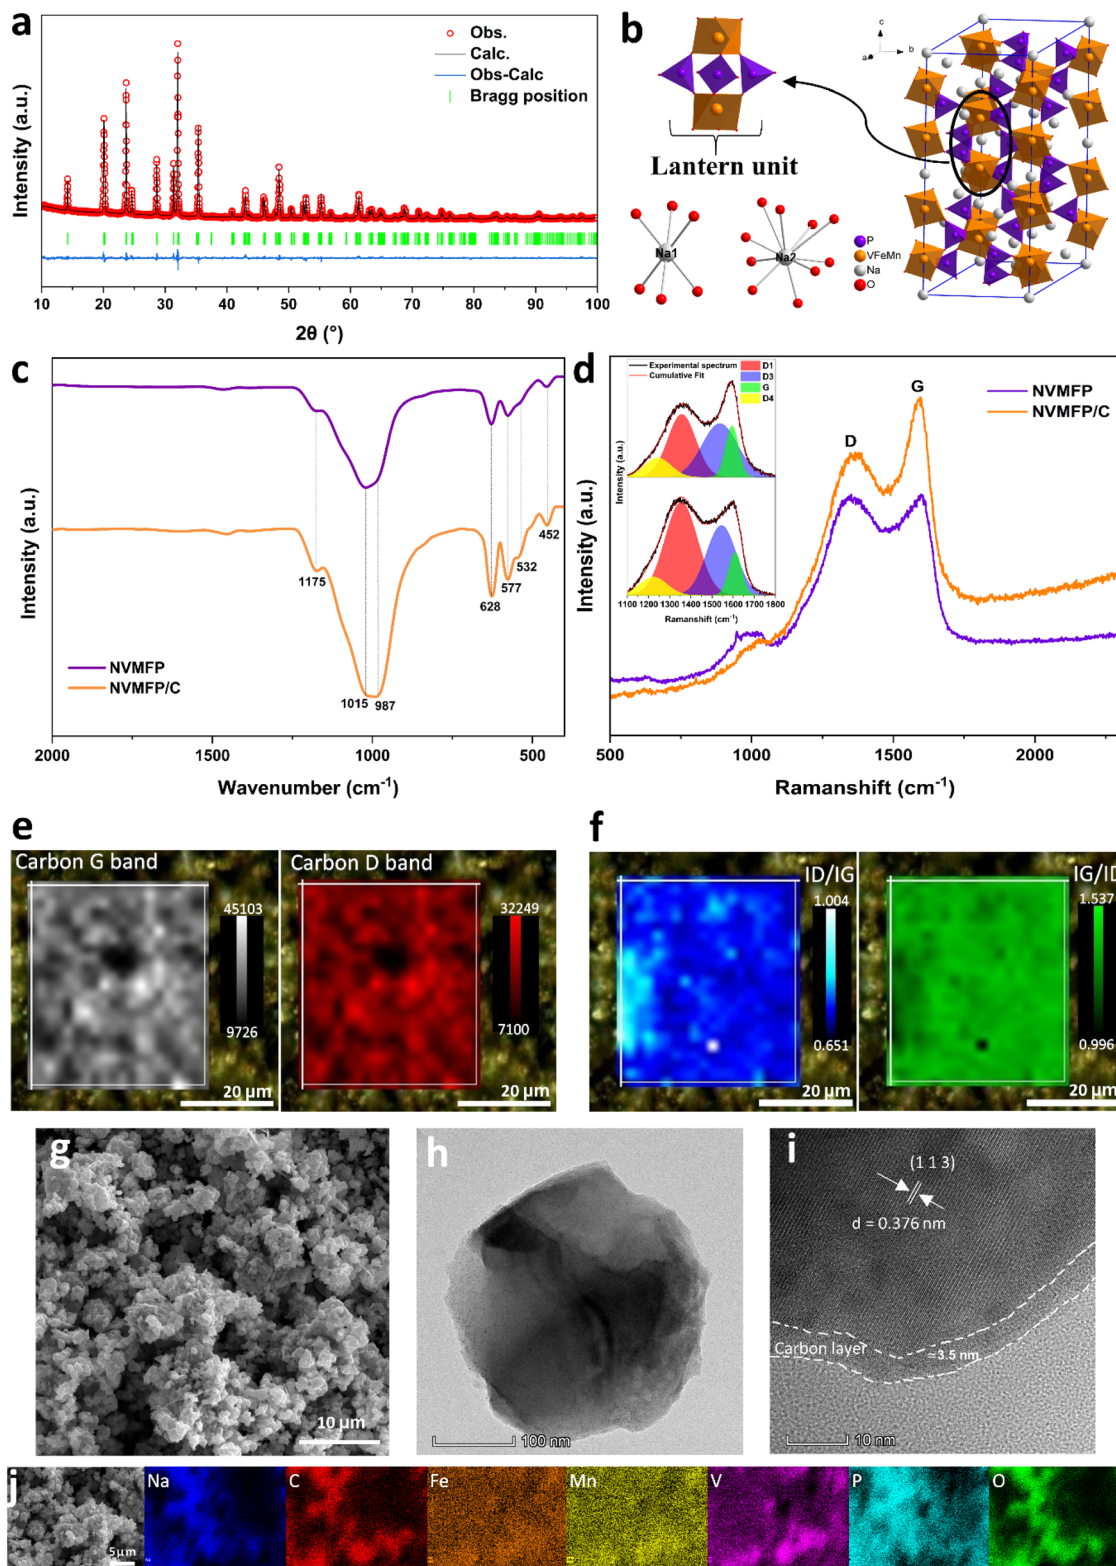 a
Obs.
Calc.
Obs-Calc
Bragg position
Intensity (a.u.)
10 20 30 40 50 60 70 80 90 100
2θ (°)
b
Lantern unit
c
a
b
Na1
Na2
P
VFeMn
Na
O
c
Intensity (a.u.)
1175
1015
987
628
577
532
452
NVMFP
NVMFP/C
2000 1500 1000 500
Wavenumber (cm-1)
d
Experimental spectrum
Cumulative Fit
D1
D3
G
D4
Intensity (a.u.)
1100 1200 1300 1400 1500 1600 1700 1800
Ramanshift (cm-1)
D
G
NVMFP
NVMFP/C
Intensity (a.u.)
500 1000 1500 2000
Ramanshift (cm-1)
e
Carbon G band
45103
9726
20 µm
Carbon D band
32249
7100
20 µm
f
ID/IG
1.004
0.651
20 µm
IG/ID
1.537
0.996
20 µm
g
10 µm
h
100 nm
i
(1 1 3)
d = 0.376 nm
Carbon layer
≃3.5 nm
10 nm
j
5µm
Na
C
Fe
Mn
V
P
O